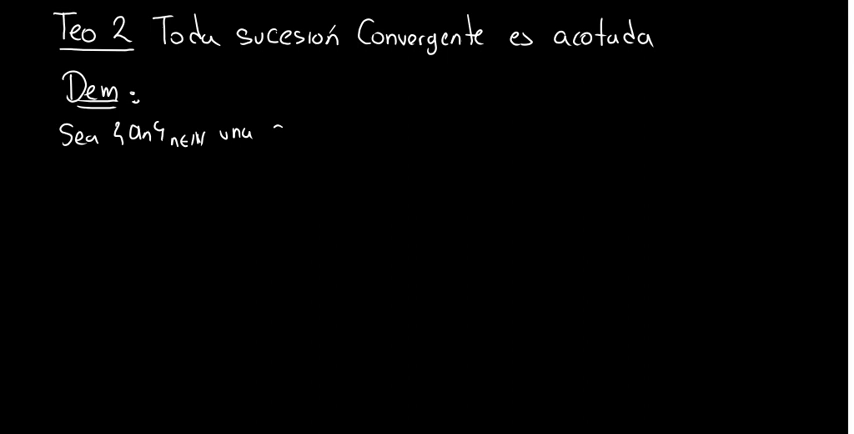 Teo 2 Toda sucesión Convergente es acotada
Dem:
Sea {an}n∈ℕ una